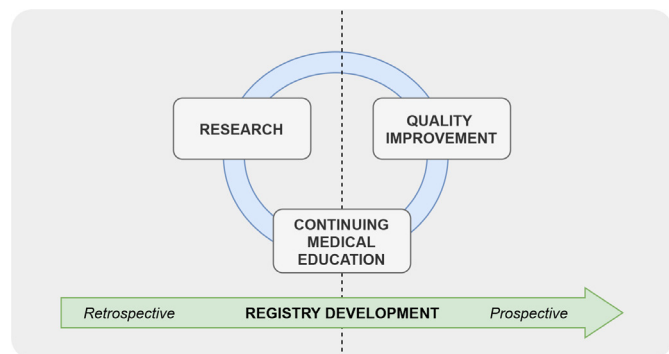 RESEARCH
QUALITY
IMPROVEMENT
CONTINUING
MEDICAL
EDUCATION
Retrospective REGISTRY DEVELOPMENT Prospective